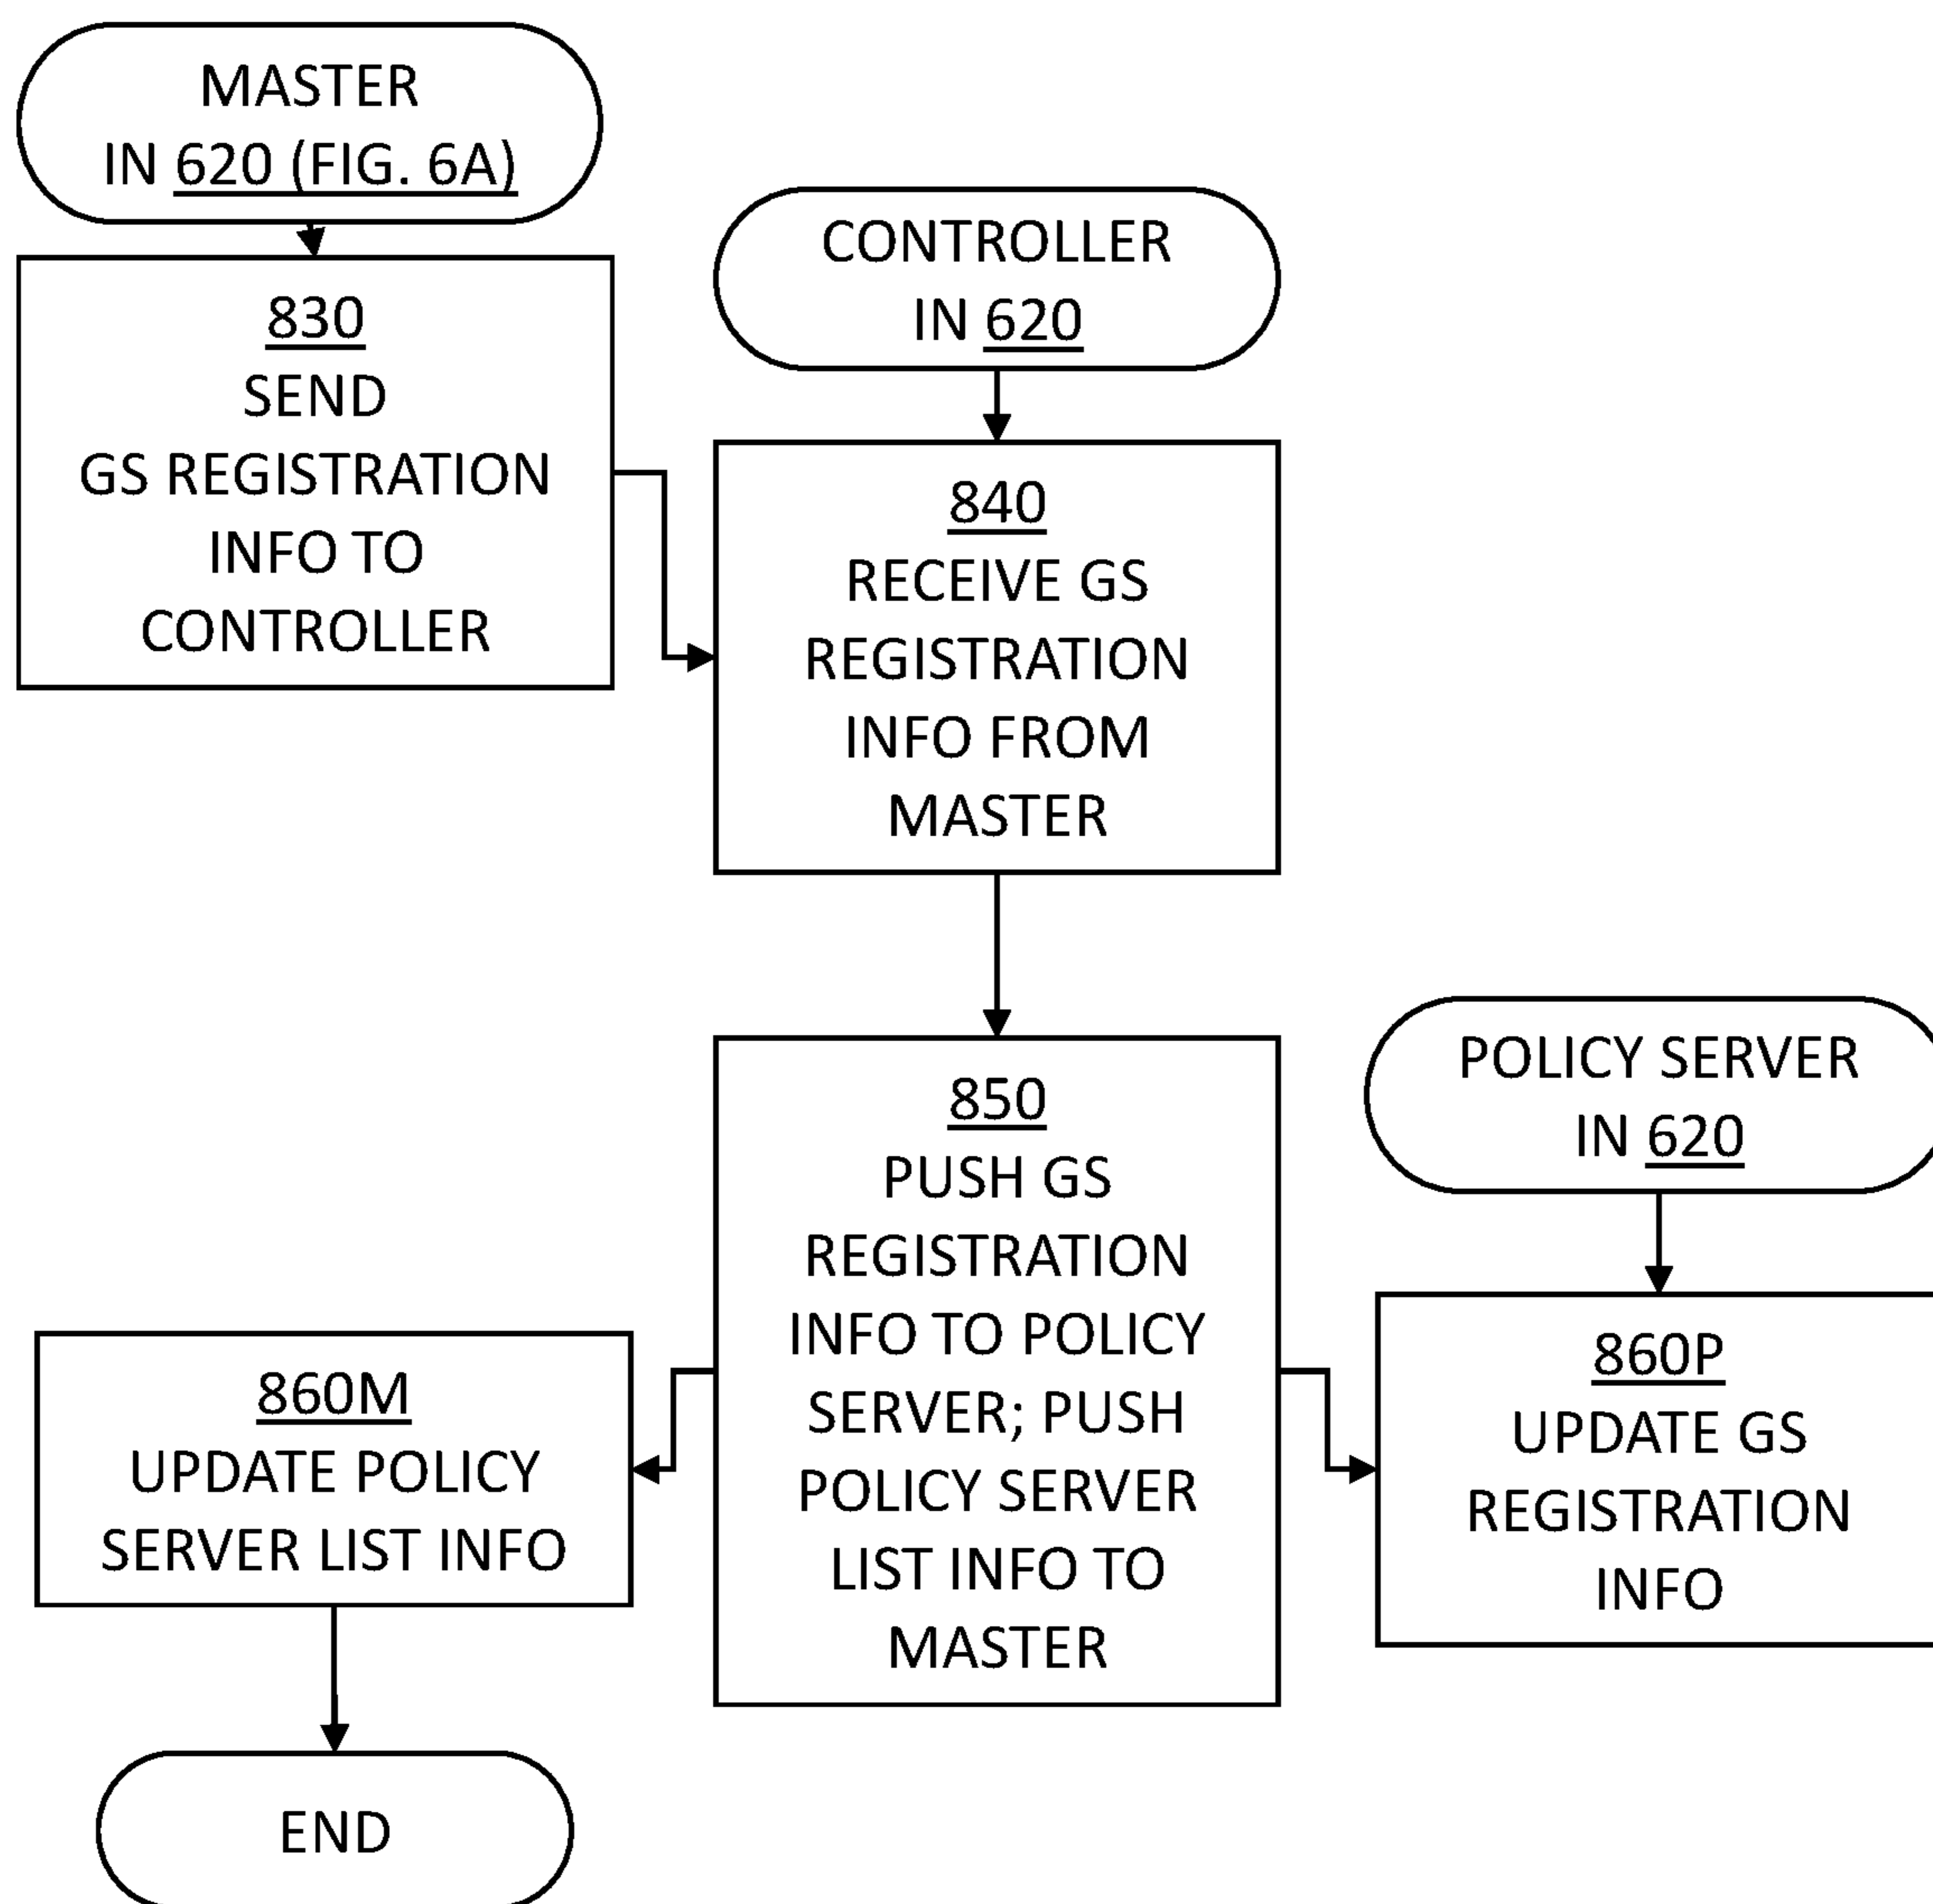 MASTER
IN 620 (FIG. 6A)
830
SEND
GS REGISTRATION
INFO TO
CONTROLLER
CONTROLLER
IN 620
840
RECEIVE GS
REGISTRATION
INFO FROM
MASTER
850
PUSH GS
REGISTRATION
INFO TO POLICY
SERVER; PUSH
POLICY SERVER
LIST INFO TO
MASTER
POLICY SERVER
IN 620
860P
UPDATE GS
REGISTRATION
INFO
860M
UPDATE POLICY
SERVER LIST INFO
END